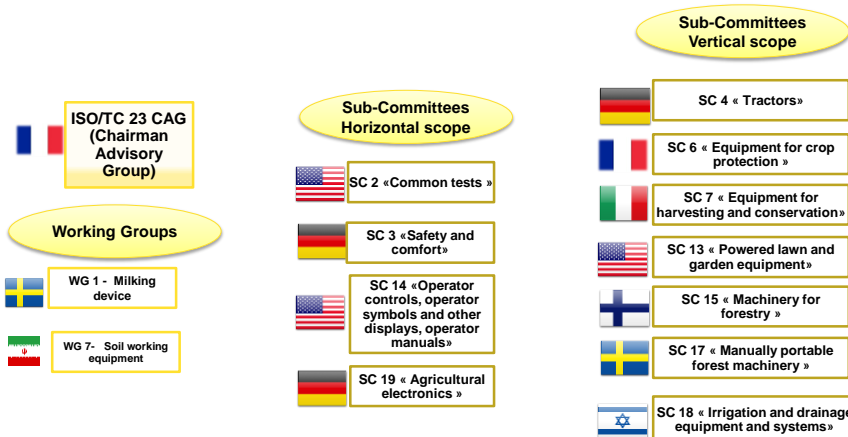 ISO/TC 23 CAG
(Chairman
Advisory
Group)
Working Groups
WG 1 - Milking
device
WG 7- Soil working
equipment
Sub-Committees
Horizontal scope
SC 2 «Common tests »
SC 3 «Safety and
comfort»
SC 14 «Operator
controls, operator
symbols and other
displays, operator
manuals»
SC 19 « Agricultural
electronics »
Sub-Committees
Vertical scope
SC 4 « Tractors»
SC 6 « Equipment for crop
protection »
SC 7 « Equipment for
harvesting and conservation»
SC 13 « Powered lawn and
garden equipment»
SC 15 « Machinery for
forestry »
SC 17 « Manually portable
forest machinery »
SC 18 « Irrigation and drainage
equipment and systems»